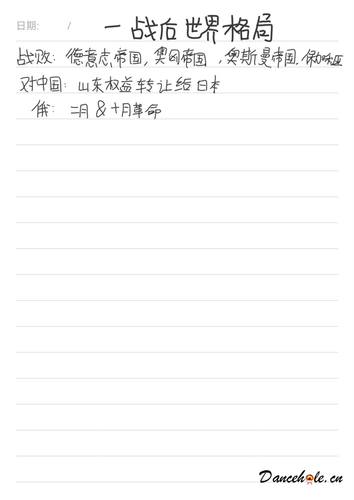 日期: /
一战后世界格局
战败: 德意志帝国, 奥匈帝国, 奥斯曼帝国, 保加利亚
对中国: 山东权益转让给日本
俄: 二月 & 十月革命
Dancehole.cn